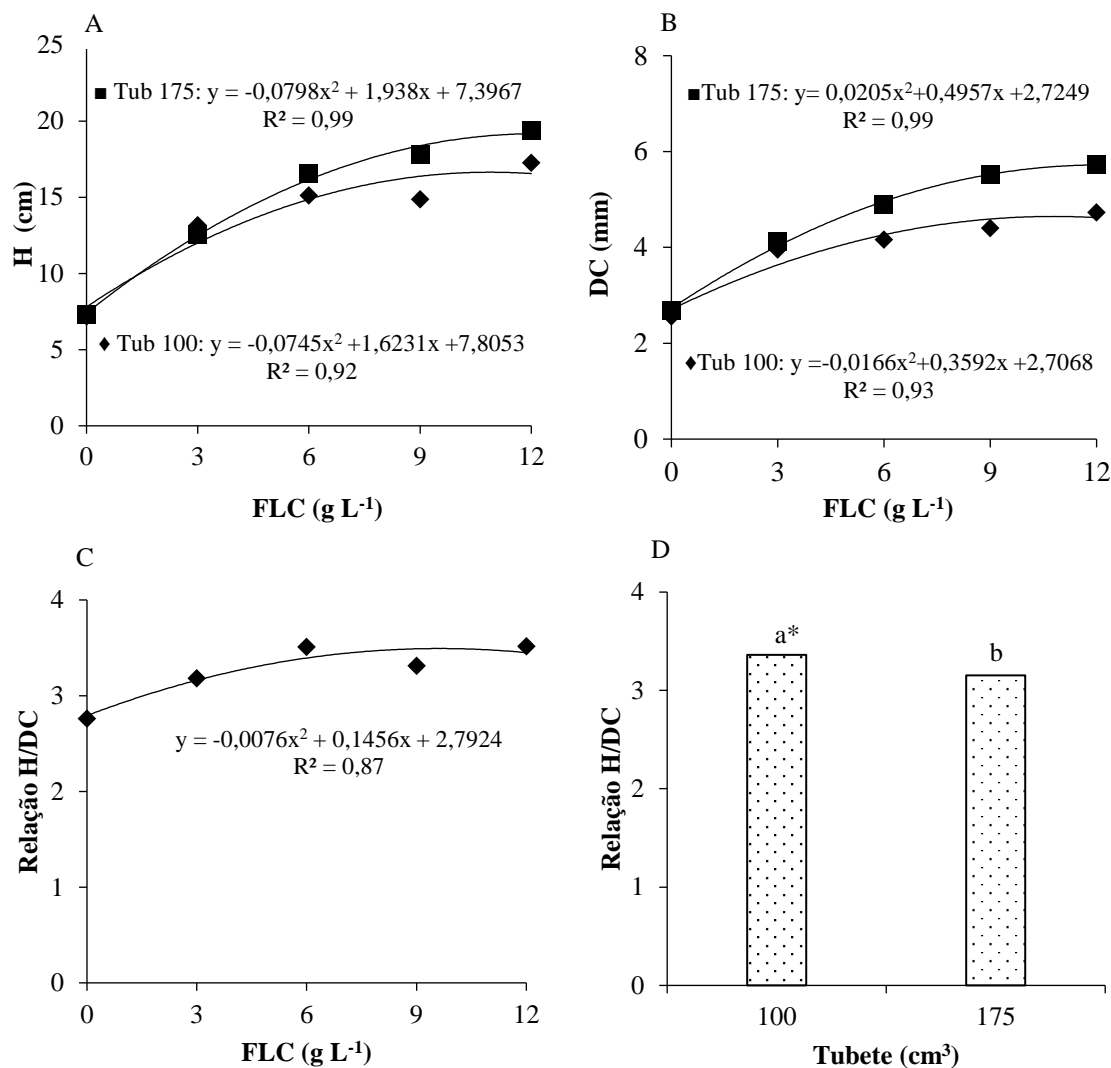 A
25
20
15
10
5
0
■ Tub 175: y = -0,0798x² + 1,938x + 7,3967
R² = 0,99
♦ Tub 100: y = -0,0745x² +1,6231x +7,8053
R² = 0,92
H (cm)
0 3 6 9 12
FLC (g L⁻¹)
B
8
6
4
2
0
■Tub 175: y= 0,0205x²+0,4957x +2,7249
R² = 0,99
♦Tub 100: y =-0,0166x²+0,3592x +2,7068
R² = 0,93
DC (mm)
0 3 6 9 12
FLC (g L⁻¹)
C
4
3
2
1
0
y = -0,0076x² + 0,1456x + 2,7924
R² = 0,87
Relação H/DC
0 3 6 9 12
FLC (g L⁻¹)
D
4
3
2
1
0
a*
b
Relação H/DC
100 175
Tubete (cm³)